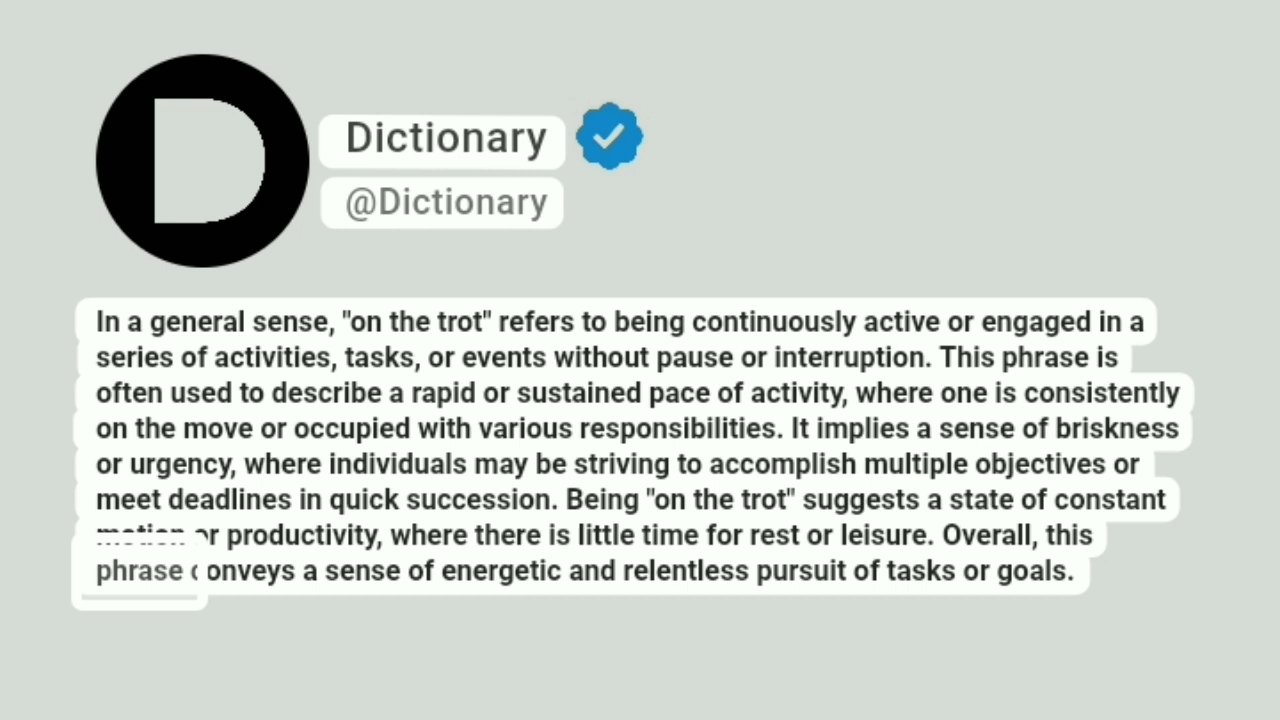 D
Dictionary
@Dictionary
In a general sense, "on the trot" refers to being continuously active or engaged in a
series of activities, tasks, or events without pause or interruption. This phrase is
often used to describe a rapid or sustained pace of activity, where one is consistently
on the move or occupied with various responsibilities. It implies a sense of briskness
or urgency, where individuals may be striving to accomplish multiple objectives or
meet deadlines in quick succession. Being "on the trot" suggests a state of constant
motion or productivity, where there is little time for rest or leisure. Overall, this
phrase conveys a sense of energetic and relentless pursuit of tasks or goals.